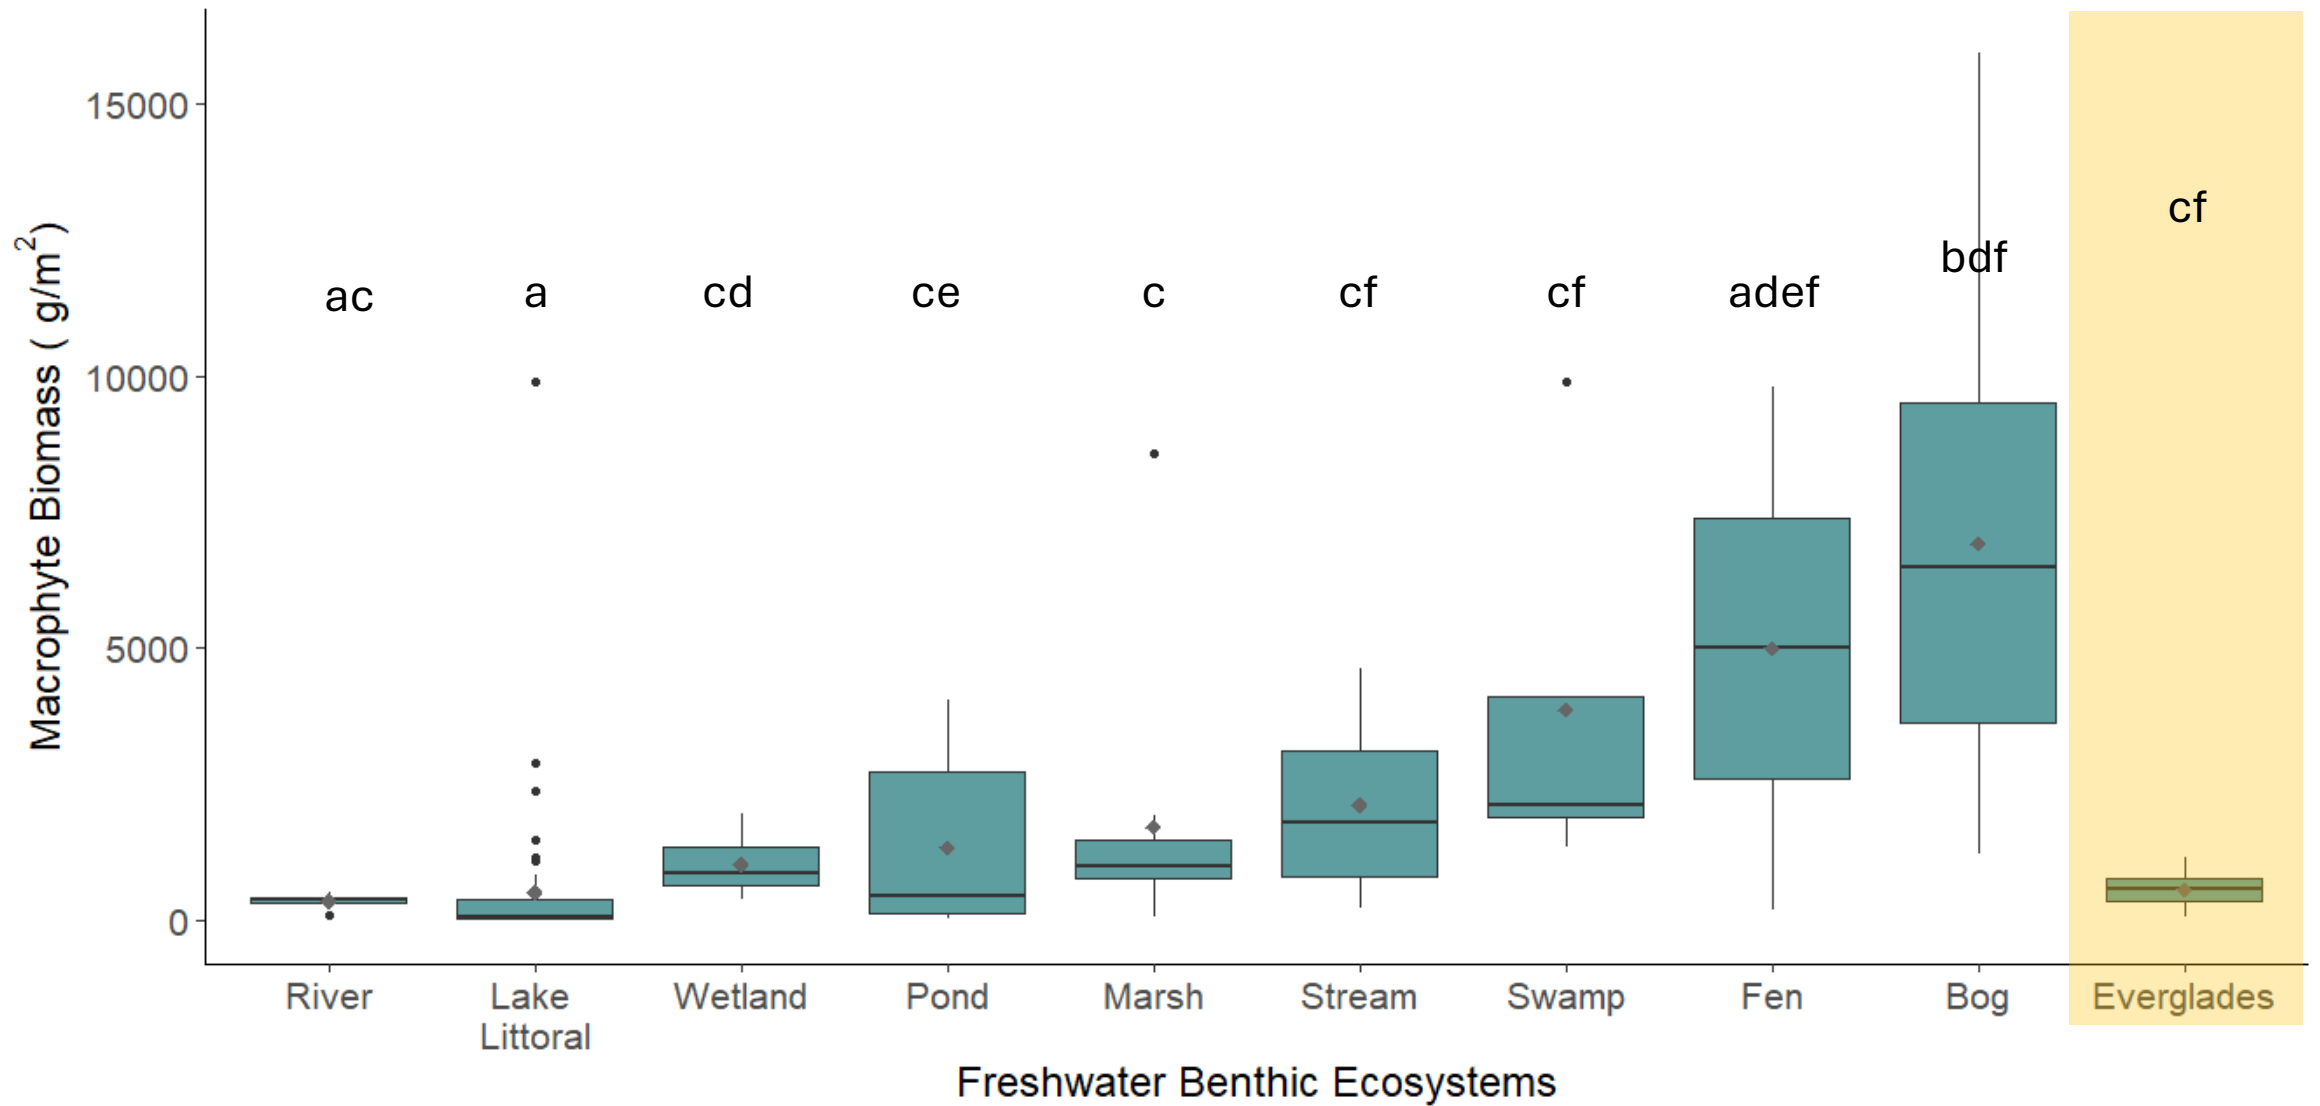 Macrophyte Biomass ( g/m²)
15000
10000
5000
0
ac
a
cd
ce
c
cf
cf
adef
bdf
cf
River
Lake
Littoral
Wetland
Pond
Marsh
Stream
Swamp
Fen
Bog
Everglades
Freshwater Benthic Ecosystems